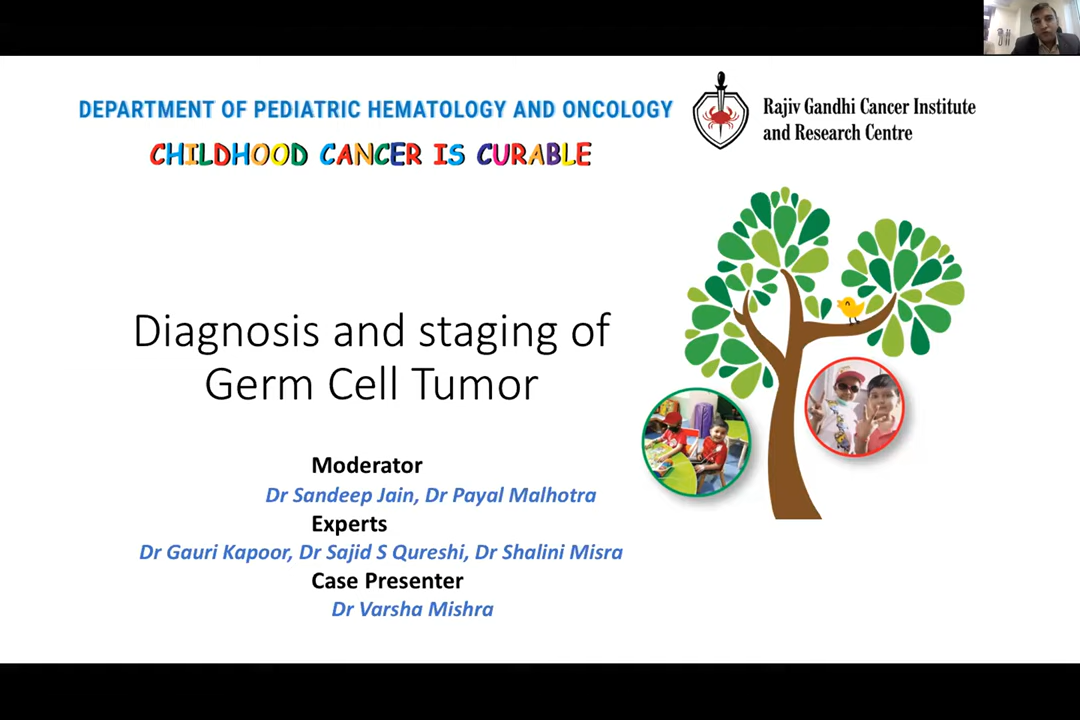 DEPARTMENT OF PEDIATRIC HEMATOLOGY AND ONCOLOGY
CHILDHOOD CANCER IS CURABLE
Rajiv Gandhi Cancer Institute
and Research Centre
Diagnosis and staging of
Germ Cell Tumor
Moderator
Dr Sandeep Jain, Dr Payal Malhotra
Experts
Dr Gauri Kapoor, Dr Sajid S Qureshi, Dr Shalini Misra
Case Presenter
Dr Varsha Mishra